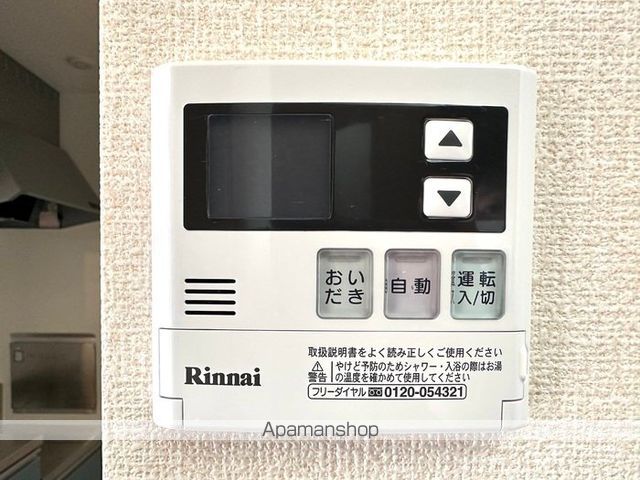 ▲
▼
おい
だき
自動
運転
入/切
取扱説明書をよく読み正しくご使用ください
⚠警告 やけど予防のためシャワー・入浴の際はお湯
の温度を確かめて使用してください
フリーダイヤル 0120-054321
Rinnai
Apamanshop